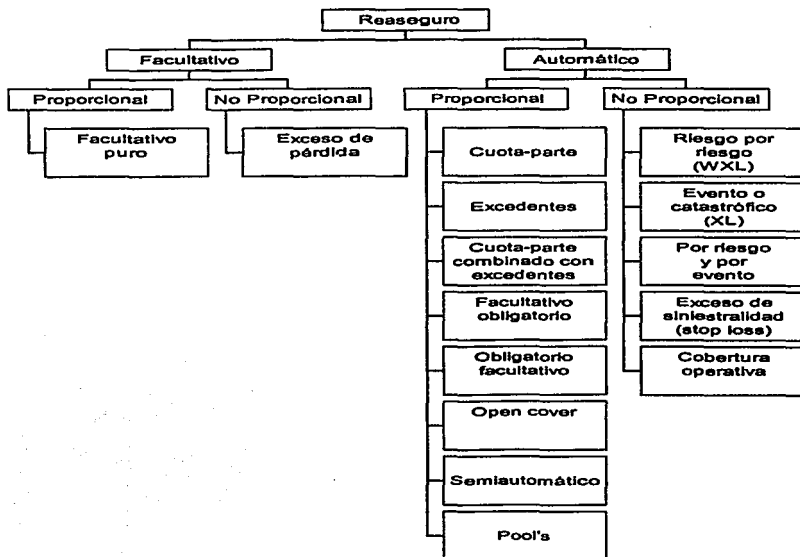 Reaseguro
Facultativo
Automático
Proporcional
No Proporcional
Proporcional
No Proporcional
Facultativo
puro
Exceso de
pérdida
Cuota-parte
Excedentes
Cuota-parte
combinado con
excedentes
Facultativo
obligatorio
Obligatorio
facultativo
Open cover
Semiautomático
Pool's
Riesgo por
riesgo
(WXL)
Evento o
catastrófico
(XL)
Por riesgo
y por
evento
Exceso de
siniestralidad
(stop loss)
Cobertura
operativa